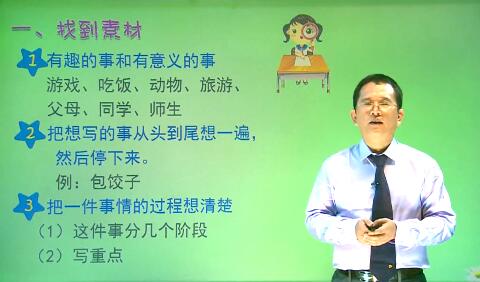 一、找到素材
1 有趣的事和有意义的事
游戏、吃饭、动物、旅游、
父母、同学、师生
2 把想写的事从头到尾想一遍，
然后停下来。
例：包饺子
3 把一件事情的过程想清楚
（1）这件事分几个阶段
（2）写重点